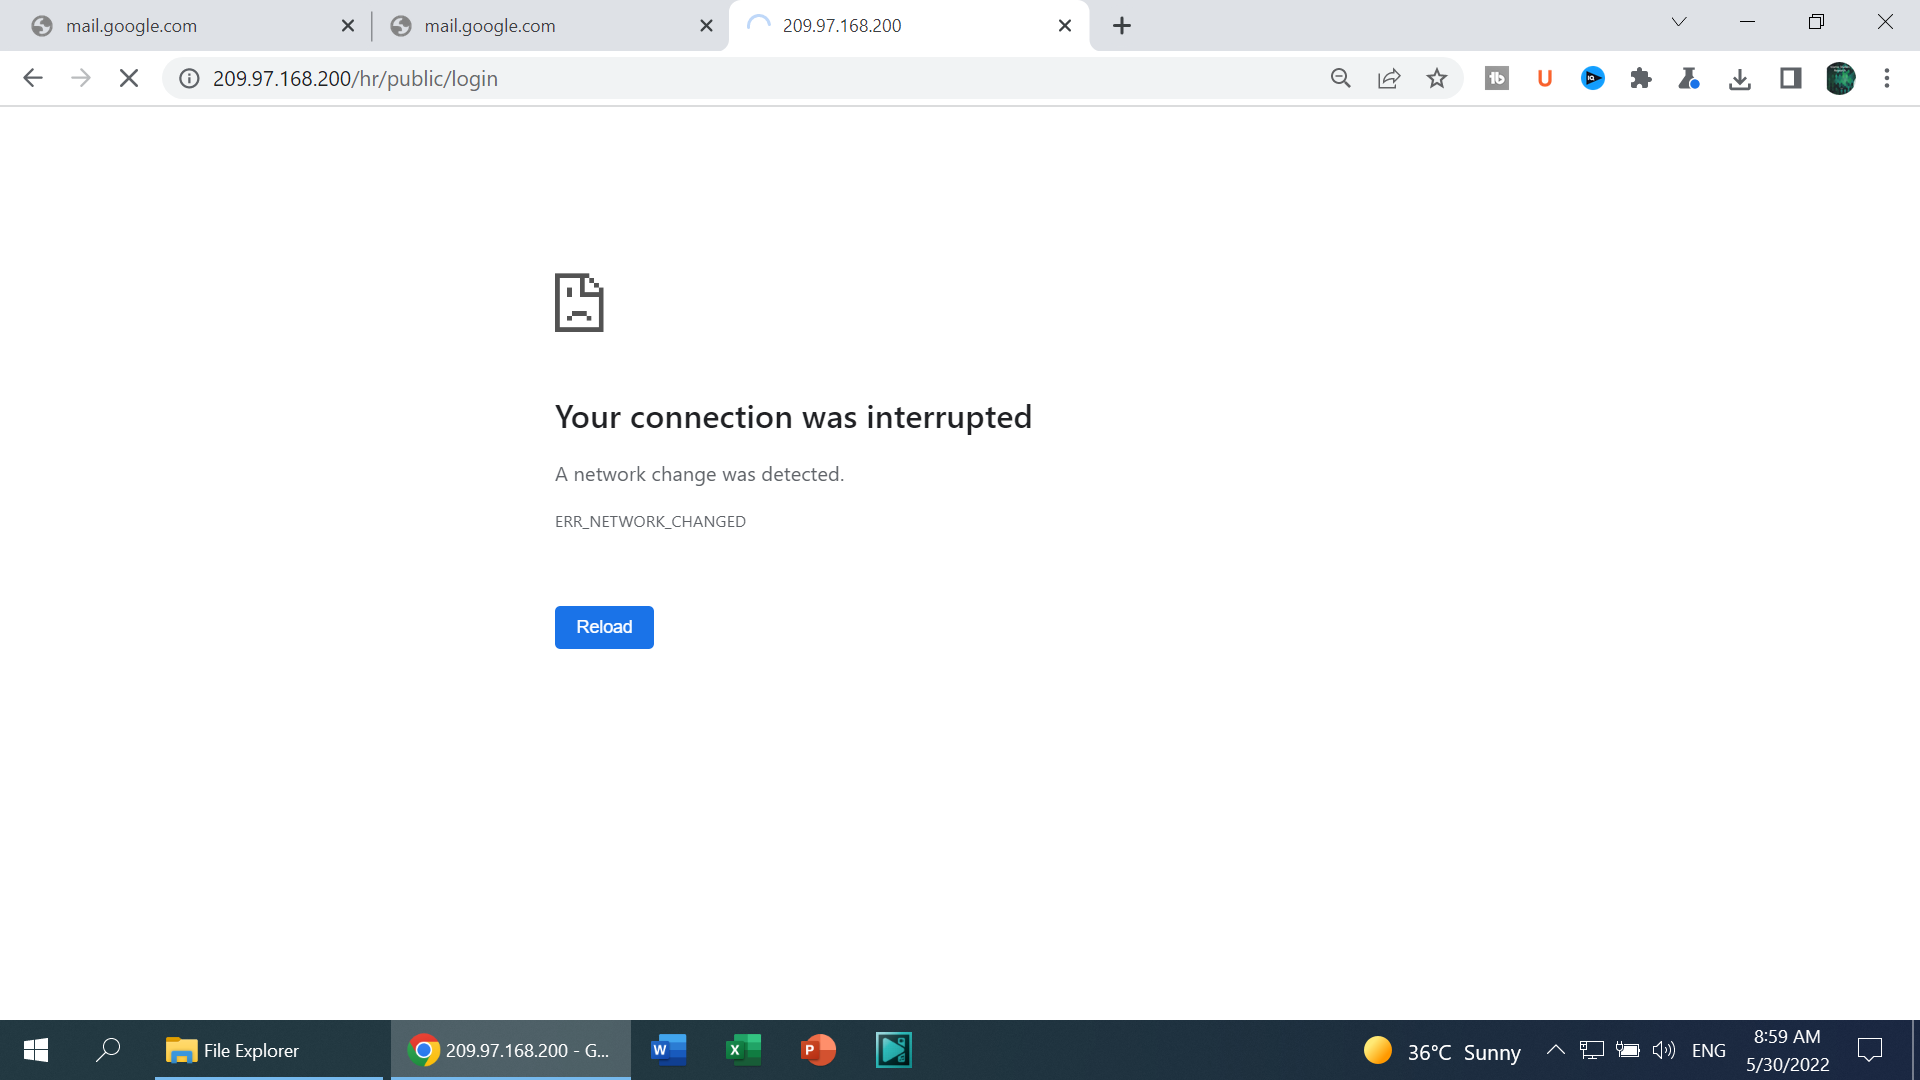 mail.google.com
mail.google.com
209.97.168.200
209.97.168.200/hr/public/login
Your connection was interrupted
A network change was detected.
ERR_NETWORK_CHANGED
Reload
File Explorer
209.97.168.200 - G...
36°C Sunny
ENG
8:59 AM
5/30/2022